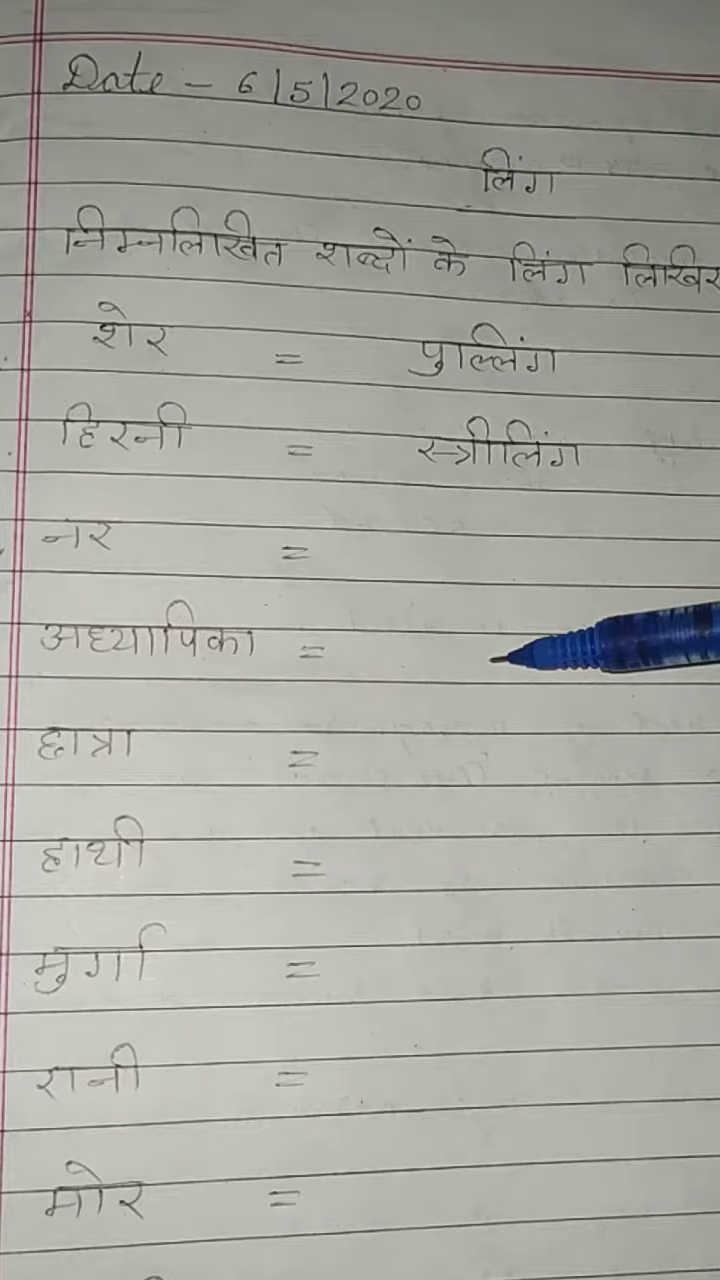 Date - 6/5/2020
लिंग
निम्नलिखित शब्दों के लिंग लिखिए
शेर = पुल्लिंग
हिरनी = स्त्रीलिंग
नर =
अध्यापिका =
छात्रा =
हाथी =
मुर्गा =
रानी =
मोर =